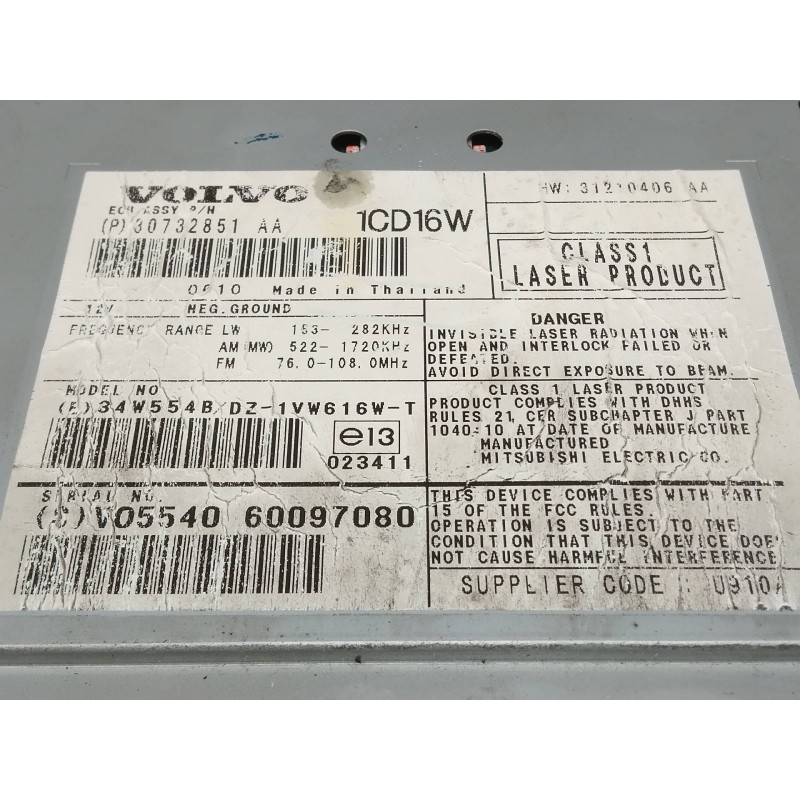 VOLVO
ECU ASSY P/N
(P) 30732851 AA
1CD16W
0610 Made in Thailand
HW: 31210406 AA
CLASS1
LASER PRODUCT
12V NEG.GROUND
FREQUENCY RANGE LW 153- 282KHz
AM(MW) 522- 1720KHz
FM 76.0-108.0MHz
MODEL NO
34W554B/DZ-1VW616W-T
e13
023411
SERIAL NO.
(S)VO5540 60097080
DANGER
INVISIBLE LASER RADIATION WHEN
OPEN AND INTERLOCK FAILED OR
DEFEATED.
AVOID DIRECT EXPOSURE TO BEAM.
CLASS 1 LASER PRODUCT
PRODUCT COMPLIES WITH DHHS
RULES 21 CFR SUBCHAPTER J PART
1040:10 AT DATE OF MANUFACTURE
MANUFACTURED
MITSUBISHI ELECTRIC CO.
THIS DEVICE COMPLIES WITH PART
15 OF THE FCC RULES.
OPERATION IS SUBJECT TO THE
CONDITION THAT THIS DEVICE DOE
NOT CAUSE HARMFUL INTERFERENCE
SUPPLIER CODE : U910A